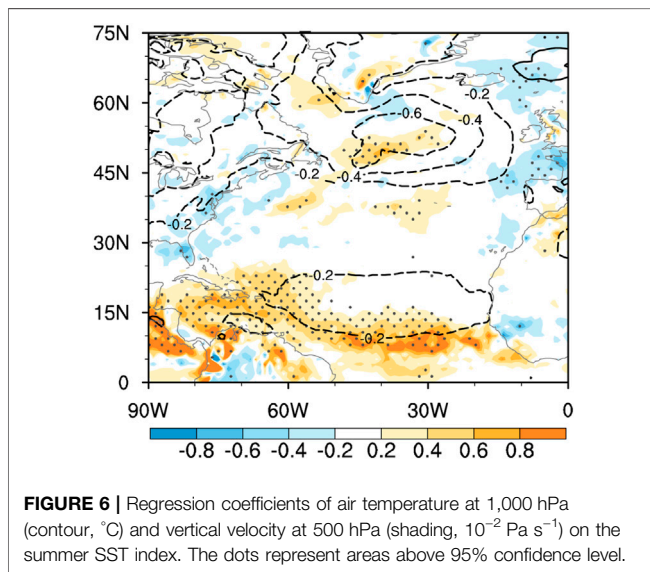 75N
60N
45N
30N
15N
0
-0.2
-0.4
-0.6
-0.2
-0.4
-0.2
-0.2
-0.2
90W 60W 30W 0
-0.8 -0.6 -0.4 -0.2 0.2 0.4 0.6 0.8
FIGURE 6 | Regression coefficients of air temperature at 1,000 hPa
(contour, °C) and vertical velocity at 500 hPa (shading, 10⁻² Pa s⁻¹) on the
summer SST index. The dots represent areas above 95% confidence level.